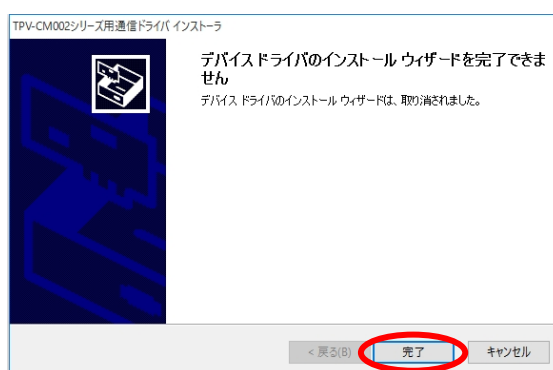 TPV-CM002シリーズ用通信ドライバ インストーラ
デバイス ドライバのインストール ウィザードを完了できま
せん
デバイス ドライバのインストール ウィザードは、取り消されました。
< 戻る(B)
完了
キャンセル